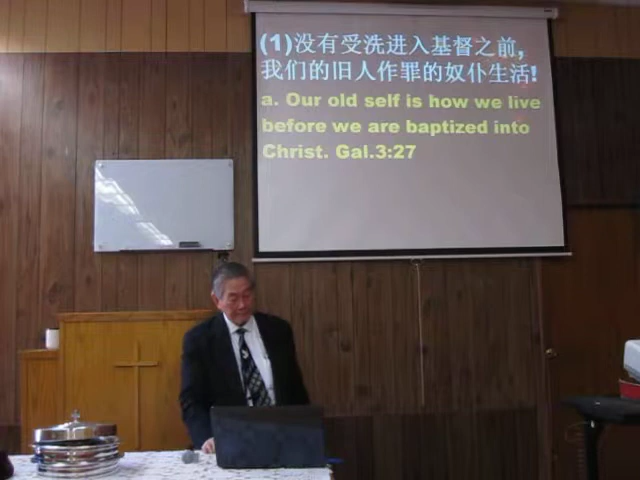 (1)没有受洗进入基督之前,
我们的旧人作罪的奴仆生活!
a. Our old self is how we live
before we are baptized into
Christ. Gal.3:27